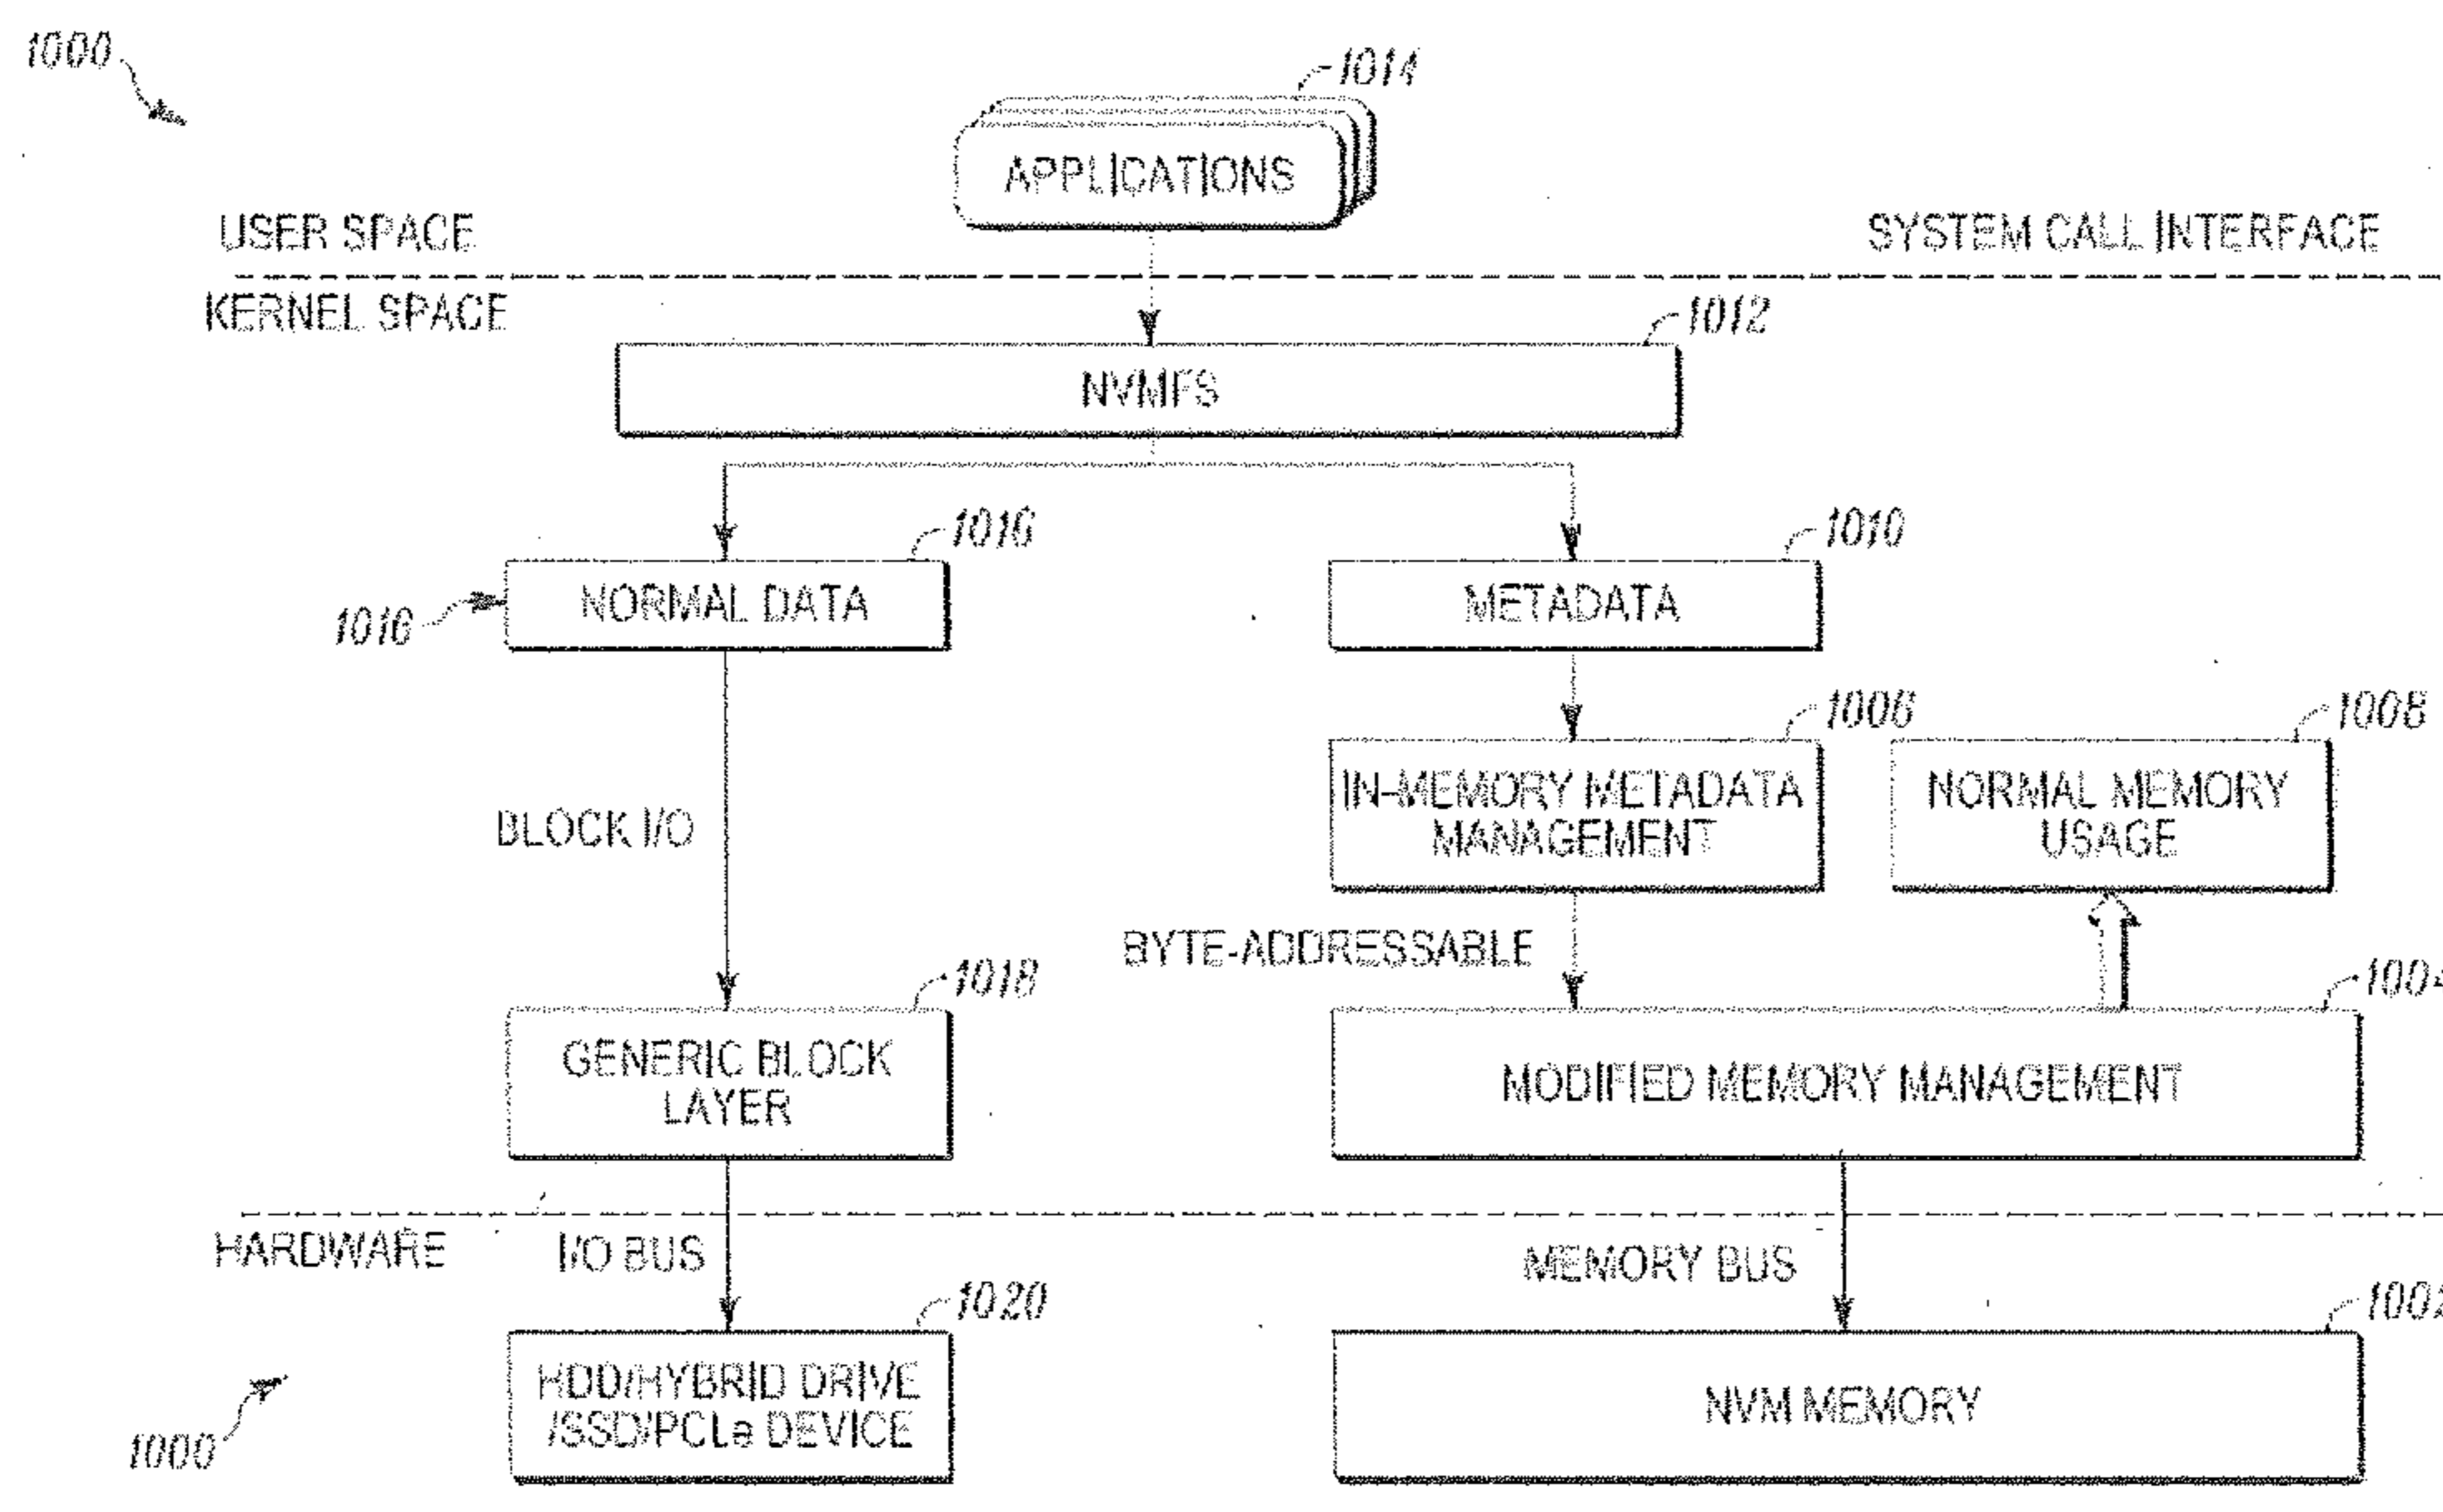 1000
1014
APPLICATIONS
USER SPACE
SYSTEM CALL INTERFACE
KERNEL SPACE
1012
NVMFS
1016
1010
NORMAL DATA
METADATA
1016
1006
1008
IN-MEMORY METADATA
MANAGEMENT
NORMAL MEMORY
USAGE
BLOCK I/O
BYTE-ADDRESSABLE
1018
1004
GENERIC BLOCK
LAYER
MODIFIED MEMORY MANAGEMENT
HARDWARE
I/O BUS
MEMORY BUS
1020
1002
HDD/HYBRID DRIVE
/SSD/PCLe DEVICE
NVM MEMORY
1000